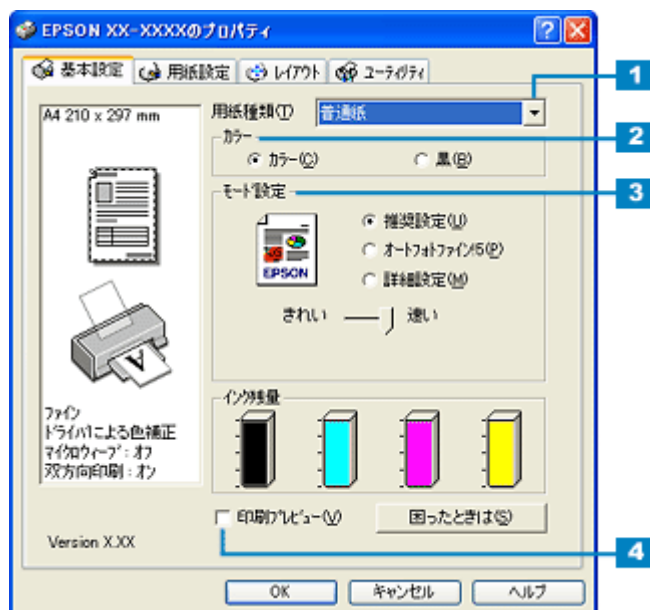 EPSON XX-XXXXのプロパティ
基本設定 用紙設定 レイアウト ユーティリティ
A4 210 x 297 mm
用紙種類(T) 普通紙
1
カラー
2
カラー(C) 黒(B)
モード設定
3
推奨設定(U)
オートフォトファイン!5(P)
詳細設定(M)
EPSON
きれい 速い
A
インク残量
ファイン
ドライバによる色補正
マイクロウィーブ：オフ
双方向印刷：オン
印刷プレビュー(V) 困ったときは(S)
Version X.XX
4
OK キャンセル ヘルプ